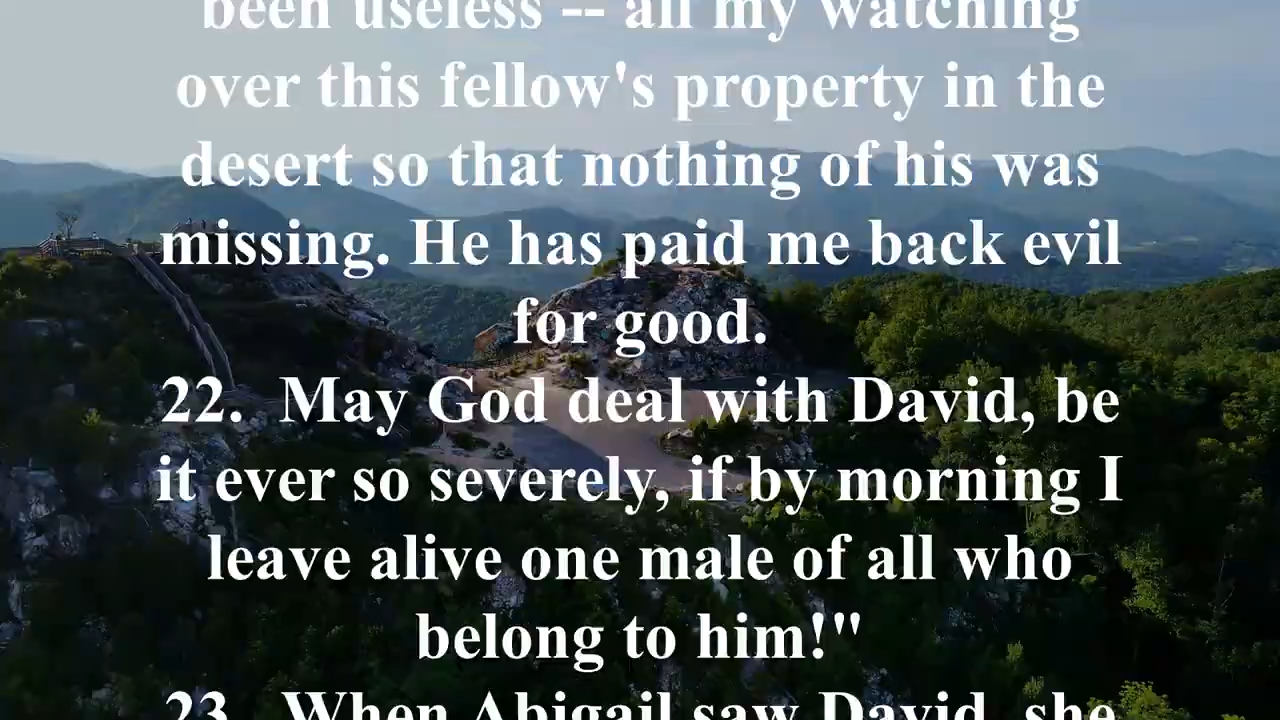 been useless -- all my watching
over this fellow's property in the
desert so that nothing of his was
missing. He has paid me back evil
for good.
22. May God deal with David, be
it ever so severely, if by morning I
leave alive one male of all who
belong to him!"
23. When Abigail saw David, she